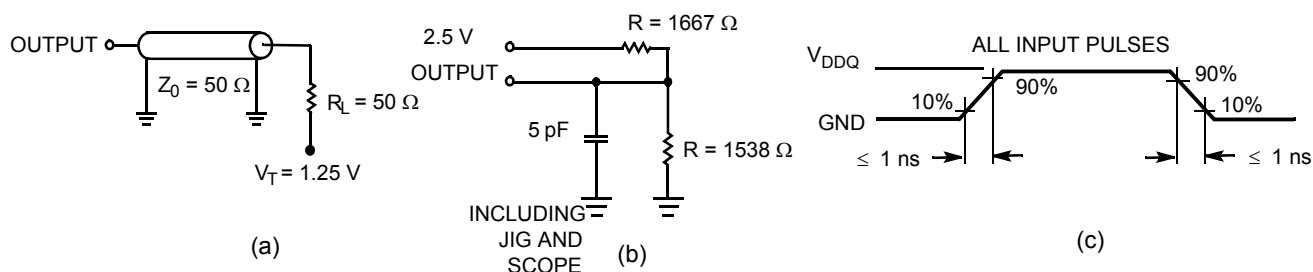 OUTPUT
Z0 = 50 Ω
RL = 50 Ω
VT = 1.25 V
(a)
R = 1667 Ω
2.5 V
OUTPUT
5 pF
R = 1538 Ω
INCLUDING
JIG AND
SCOPE
(b)
ALL INPUT PULSES
VDDQ
GND
10%
90%
90%
10%
≤ 1 ns
≤ 1 ns
(c)